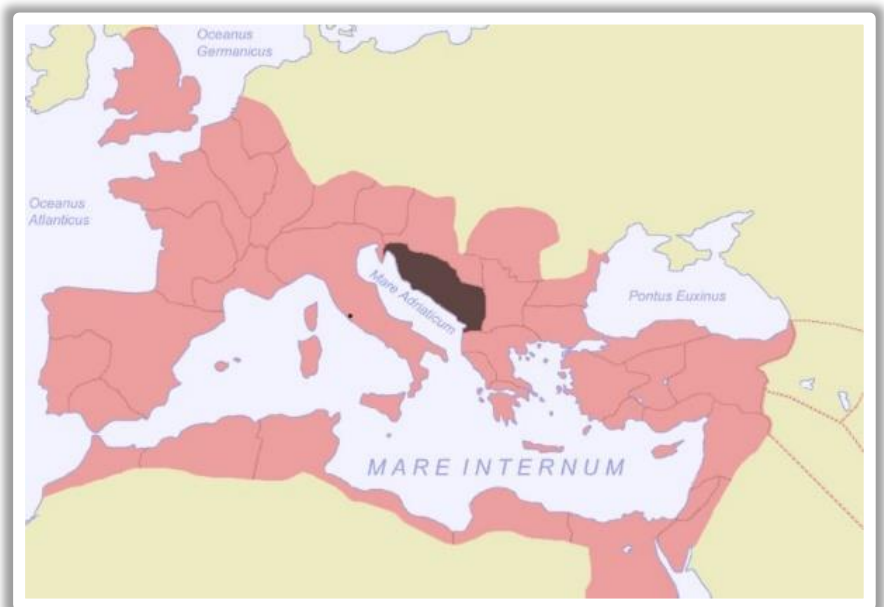 Oceanus
Germanicus
Oceanus
Atlanticus
Mare Adriaticum
Pontus Euxinus
MARE INTERNUM